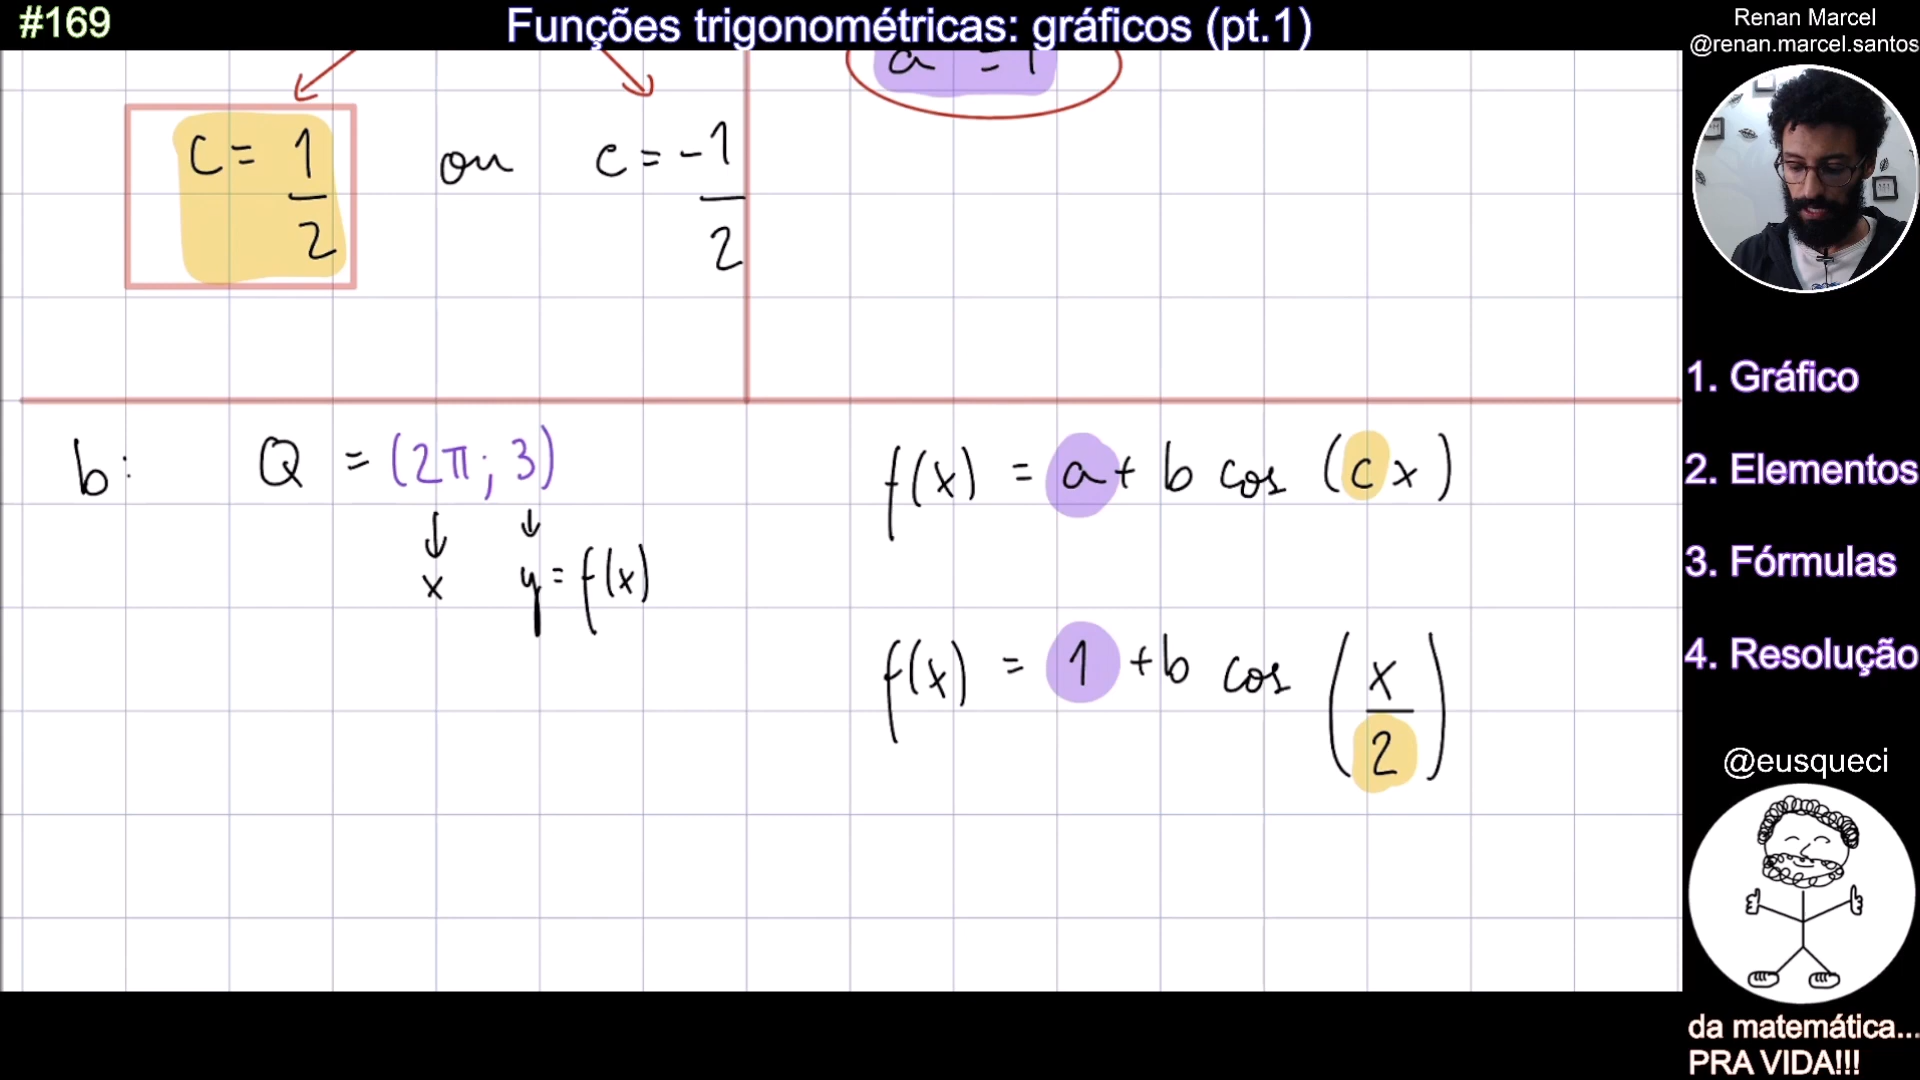 #169
Funções trigonométricas: gráficos (pt.1)
Renan Marcel
@renan.marcel.santos
a = 1
c = 1/2 ou c = -1/2
b: Q = (2π; 3)
x y = f(x)
f(x) = a + b cos (cx)
f(x) = 1 + b cos (x/2)
1. Gráfico
2. Elementos
3. Fórmulas
4. Resolução
@eusqueci
da matemática...
PRA VIDA!!!